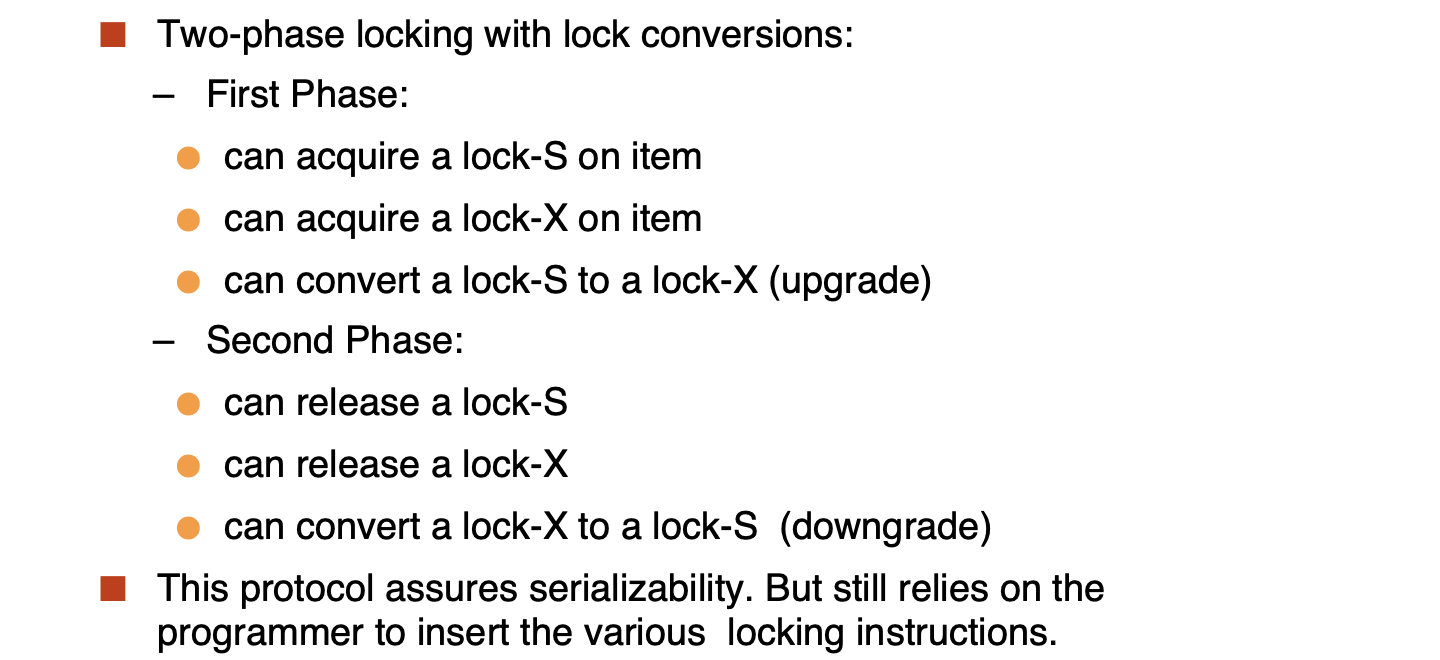 Two-phase locking with lock conversions:
– First Phase:
can acquire a lock-S on item
can acquire a lock-X on item
can convert a lock-S to a lock-X (upgrade)
– Second Phase:
can release a lock-S
can release a lock-X
can convert a lock-X to a lock-S (downgrade)
This protocol assures serializability. But still relies on the
programmer to insert the various locking instructions.